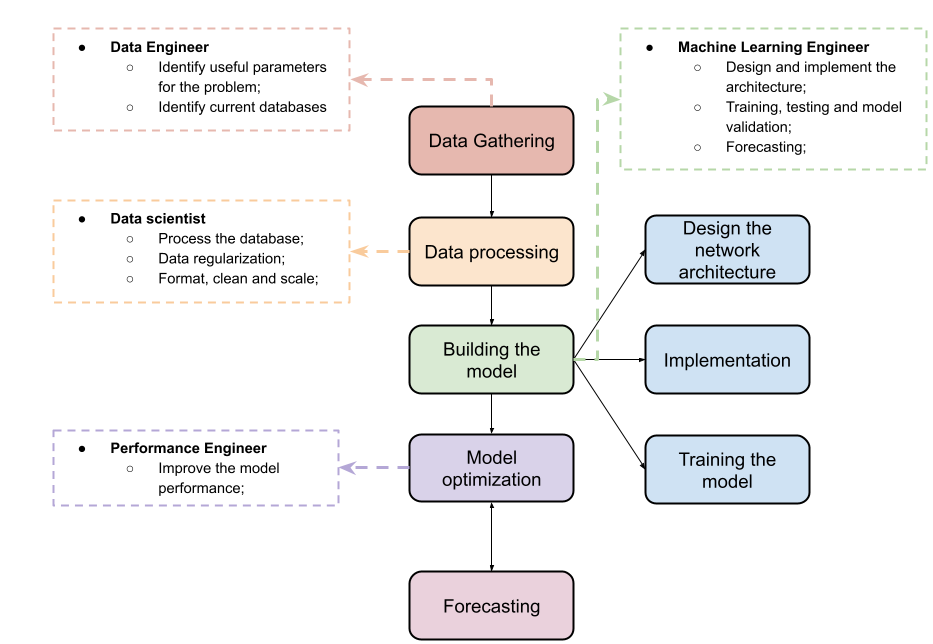 ● Data Engineer
○ Identify useful parameters
for the problem;
○ Identify current databases
● Machine Learning Engineer
○ Design and implement the
architecture;
○ Training, testing and model
validation;
○ Forecasting;
Data Gathering
● Data scientist
○ Process the database;
○ Data regularization;
○ Format, clean and scale;
Data processing
Design the
network
architecture
Building the
model
Implementation
● Performance Engineer
○ Improve the model
performance;
Model
optimization
Training the
model
Forecasting